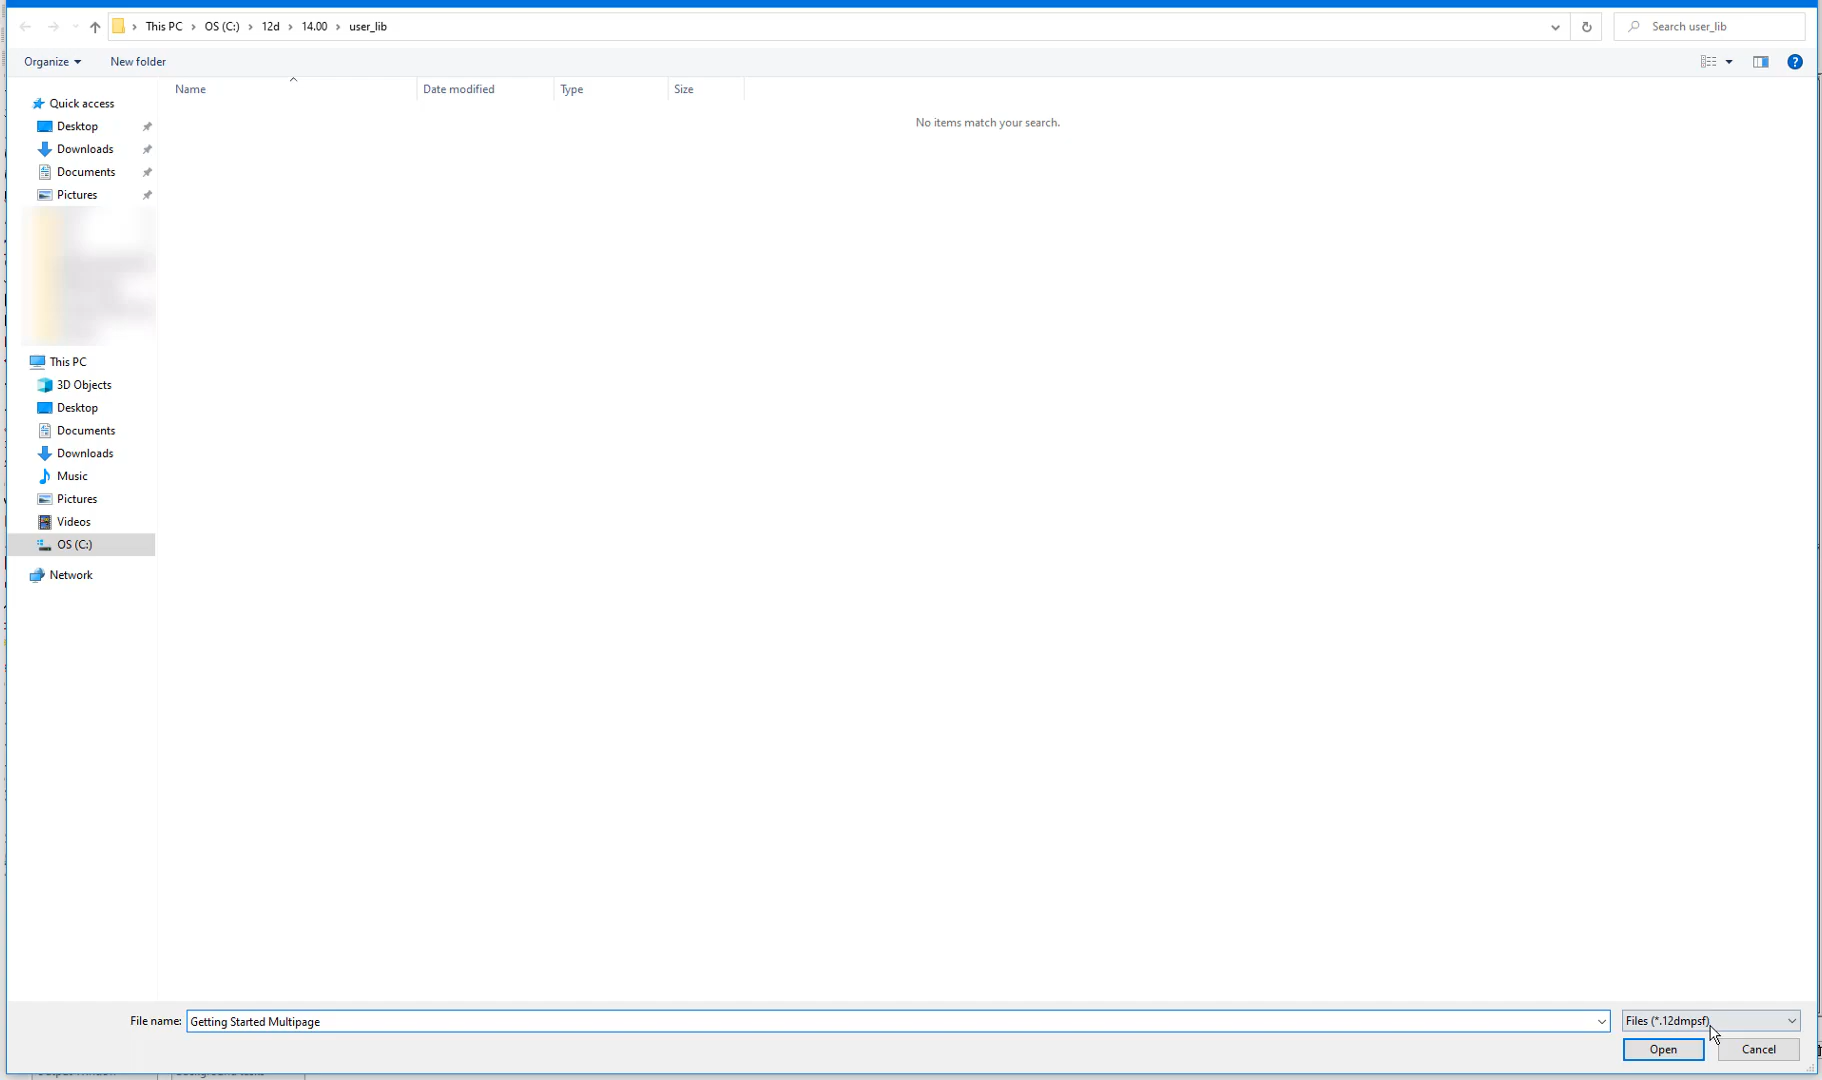 This PC > OS (C:) > 12d > 14.00 > user_lib
Search user_lib
Organize
New folder
Name
Date modified
Type
Size
No items match your search.
Quick access
Desktop
Downloads
Documents
Pictures
This PC
3D Objects
Desktop
Documents
Downloads
Music
Pictures
Videos
OS (C:)
Network
File name:
Getting Started Multipage
Files (*.12dmpsf)
Open
Cancel